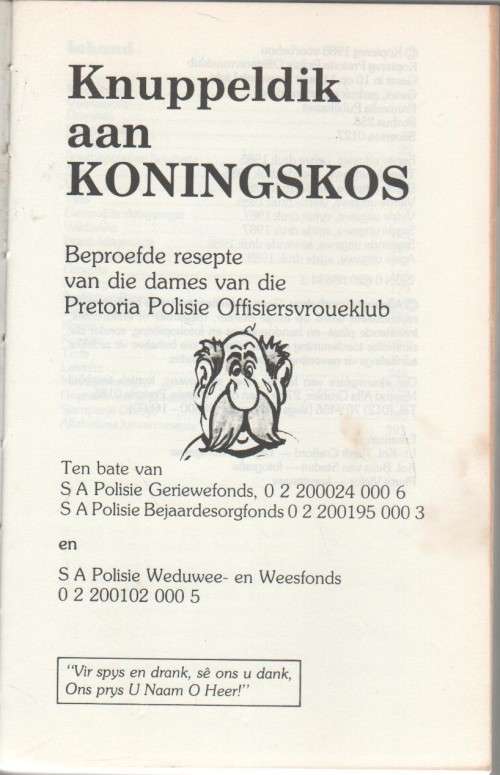 Knuppeldik
aan
KONINGSKOS
Beproefde resepte
van die dames van die
Pretoria Polisie Offisiersvroueklub
Ten bate van
S A Polisie Geriewefonds, 0 2 200024 000 6
S A Polisie Bejaardesorgfonds 0 2 200195 000 3
en
S A Polisie Weduwee- en Weesfonds
0 2 200102 000 5
"Vir spys en drank, sê ons u dank,
Ons prys U Naam O Heer!"